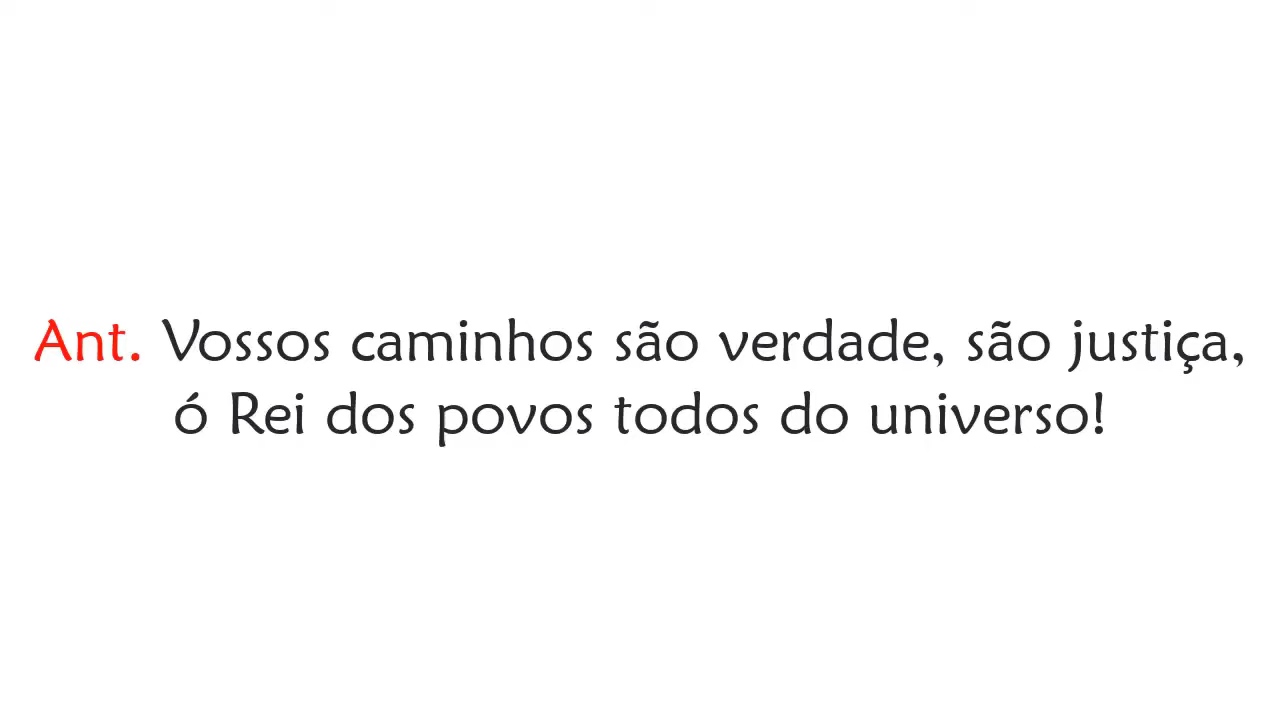 Ant. Vossos caminhos são verdade, são justiça,
ó Rei dos povos todos do universo!